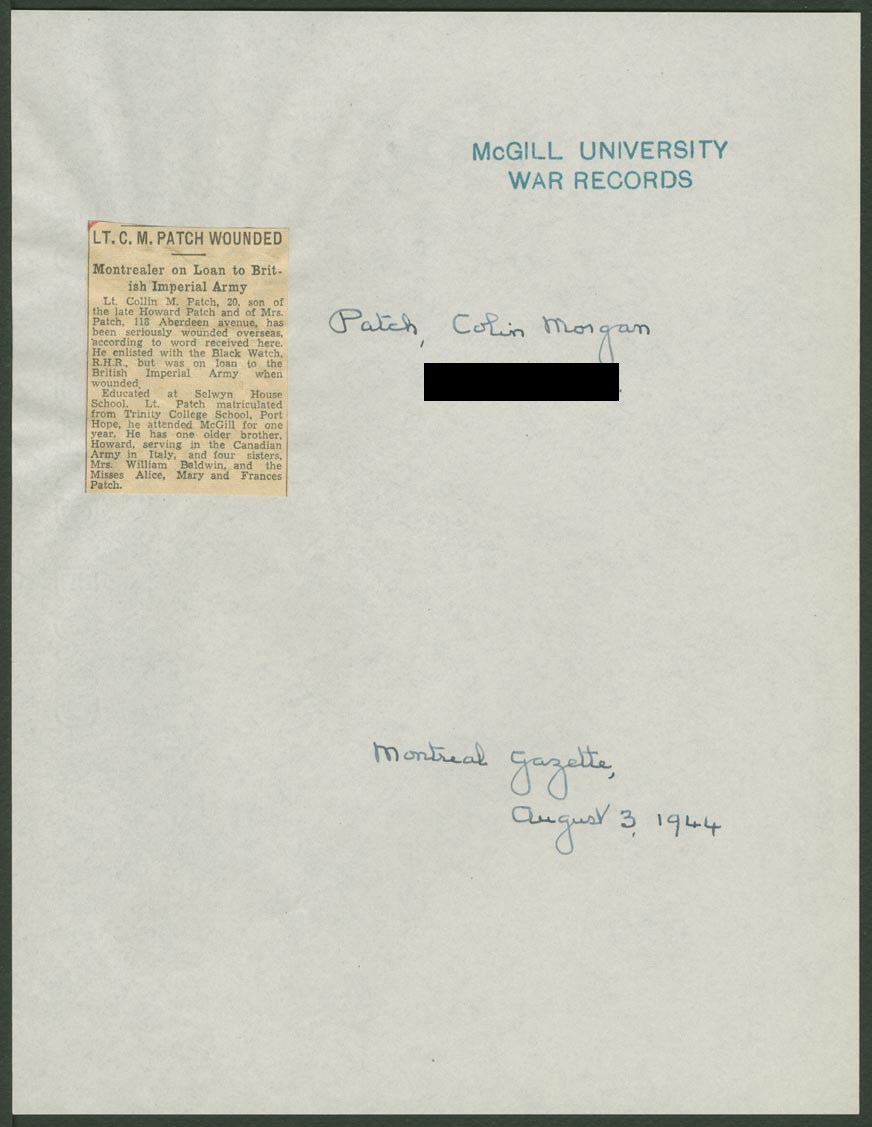 McGILL UNIVERSITY
WAR RECORDS
LT. C. M. PATCH WOUNDED
Montrealer on Loan to Brit-
ish Imperial Army
Lt. Collin M. Patch, 20, son of
the late Howard Patch and of Mrs.
Patch, 118 Aberdeen avenue, has
been seriously wounded overseas,
according to word received here.
He enlisted with the Black Watch,
R.H.R., but was on loan to the
British Imperial Army when
wounded.
Educated at Selwyn House
School, Lt. Patch matriculated
from Trinity College School, Port
Hope, he attended McGill for one
year. He has one older brother,
Howard, serving in the Canadian
Army in Italy, and four sisters,
Mrs. William Baldwin, and the
Misses Alice, Mary and Frances
Patch.
Patch, Colin Morgan
Montreal Gazette,
August 3, 1944